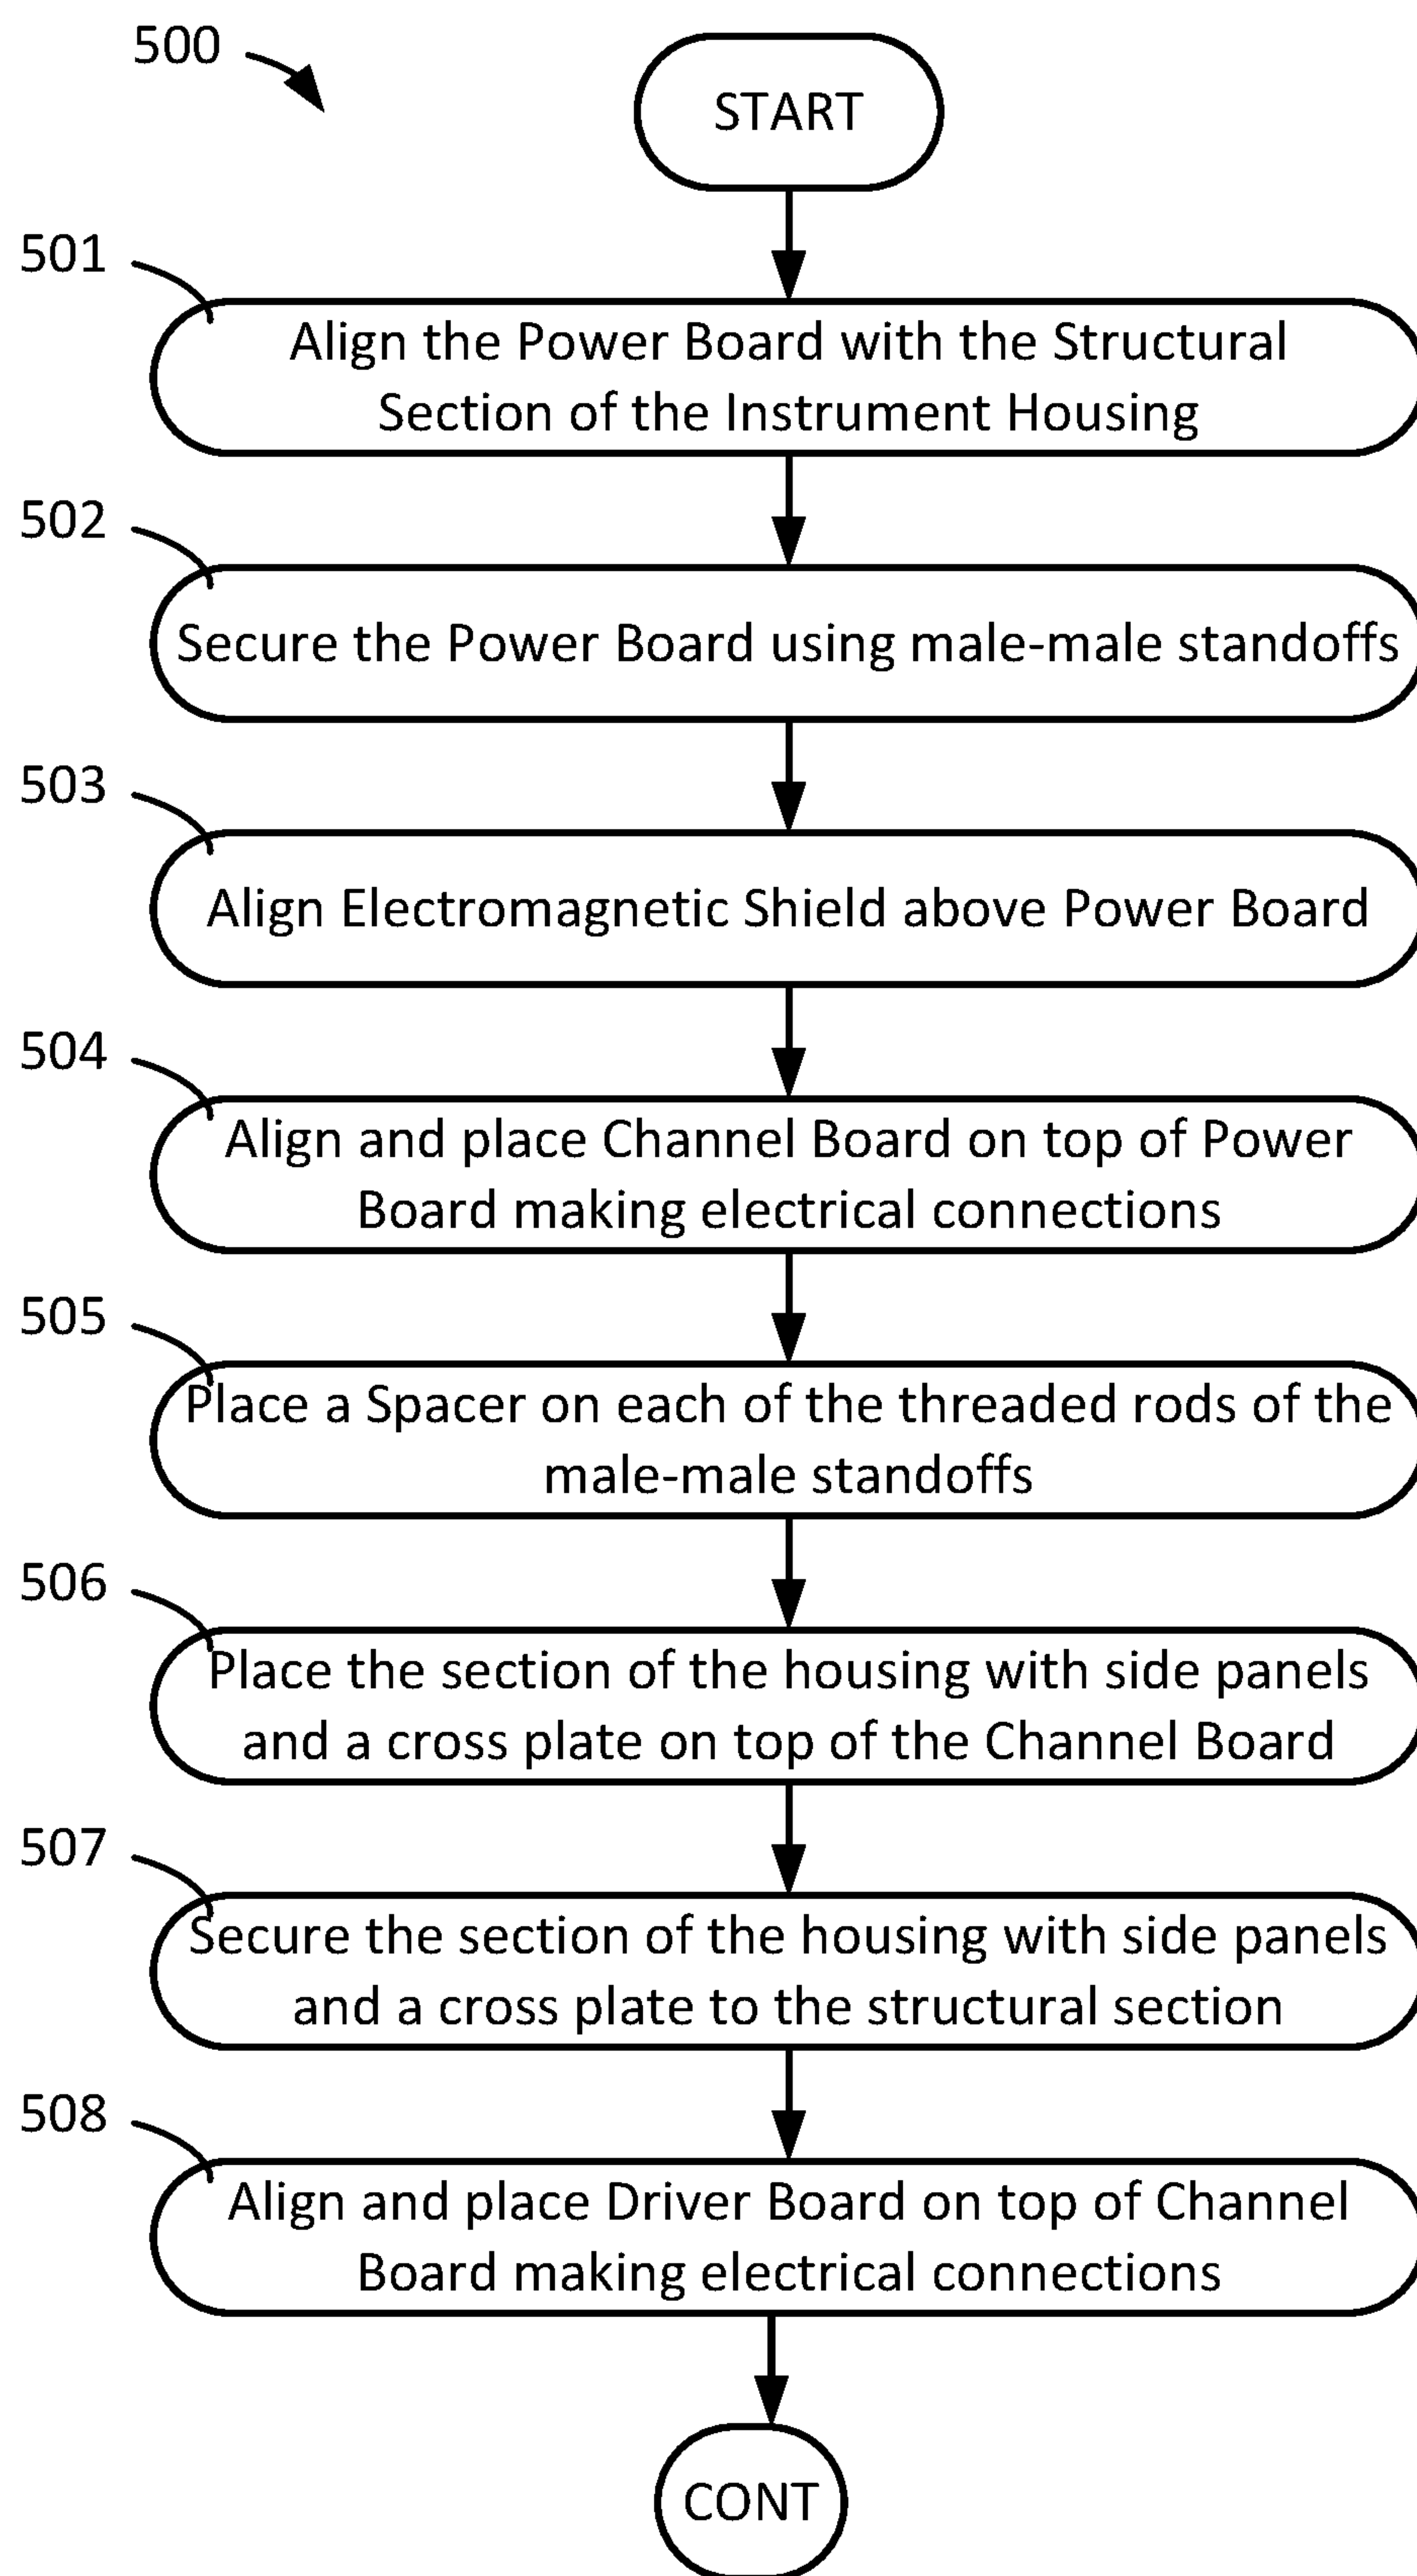 500
START
501
Align the Power Board with the Structural
Section of the Instrument Housing
502
Secure the Power Board using male-male standoffs
503
Align Electromagnetic Shield above Power Board
504
Align and place Channel Board on top of Power
Board making electrical connections
505
Place a Spacer on each of the threaded rods of the
male-male standoffs
506
Place the section of the housing with side panels
and a cross plate on top of the Channel Board
507
Secure the section of the housing with side panels
and a cross plate to the structural section
508
Align and place Driver Board on top of Channel
Board making electrical connections
CONT